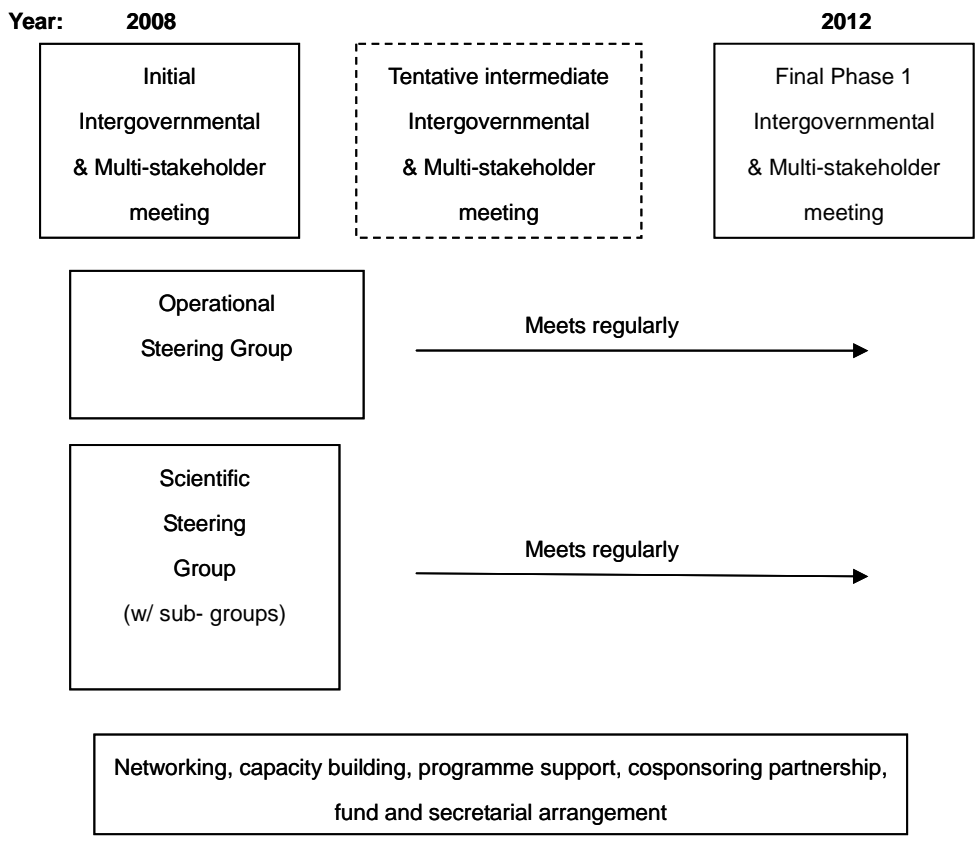 Year: 2008 2012
Initial
Intergovernmental
& Multi-stakeholder
meeting
Tentative intermediate
Intergovernmental
& Multi-stakeholder
meeting
Final Phase 1
Intergovernmental
& Multi-stakeholder
meeting
Operational
Steering Group
Meets regularly
Scientific
Steering
Group
(w/ sub- groups)
Meets regularly
Networking, capacity building, programme support, cosponsoring partnership,
fund and secretarial arrangement